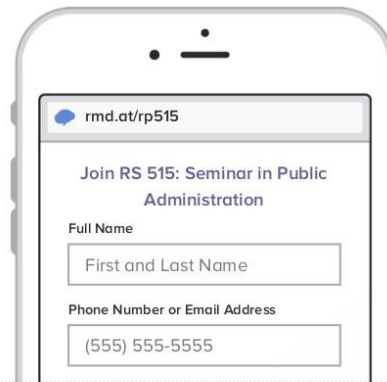 rmd.at/rp515
Join RS 515: Seminar in Public
Administration
Full Name
First and Last Name
Phone Number or Email Address
(555) 555-5555